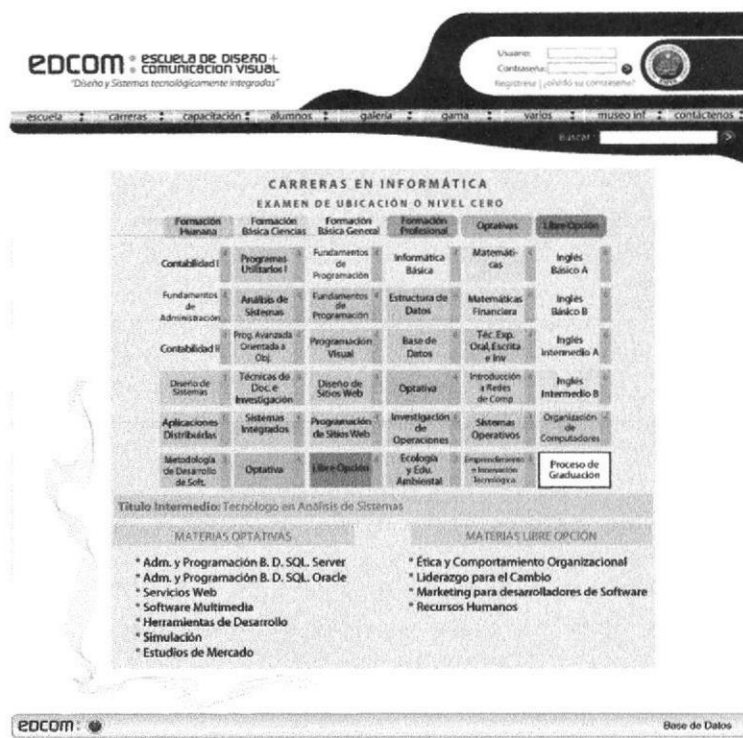 EDCOM : ESCUELA DE DISEÑO +
COMUNICACION VISUAL
"Diseño y Sistemas tecnológicamente integrados"
Usuario:
Contraseña:
Regístrese | ¿olvidó su contraseña?
escuela : carreras : capacitación : alumnos : galería : gama : varios : museo inf : contáctenos :
Buscar
CARRERAS EN INFORMÁTICA
EXAMEN DE UBICACIÓN O NIVEL CERO
Formación Humana
Formación Básica Ciencias
Formación Básica General
Formación Profesional
Optativas
Libre Opción
Contabilidad I
Programas Utilitarios I
Fundamentos de Programación
Informática Básica
Matemáti-cas
Inglés Básico A
Fundamentos de Administración
Análisis de Sistemas
Fundamentos de Programación
Estructura de Datos
Matemáticas Financiera
Inglés Básico B
Contabilidad II
Prog. Avanzada Orientada a Obj.
Programación Visual
Base de Datos
Téc. Exp. Oral, Escrita e Inv
Inglés Intermedio A
Diseño de Sistemas
Técnicas de Doc. e Investigación
Diseño de Sitios Web
Optativa
Introducción a Redes de Comp
Inglés Intermedio B
Aplicaciones Distribuidas
Sistemas Integrados
Programación de Sitios Web
Investigación de Operaciones
Sistemas Operativos
Organización de Computadores
Metodología de Desarrollo de Soft.
Optativa
Libre Opción
Ecología y Edu. Ambiental
Emprendimiento e Innovación Tecnológica
Proceso de Graduación
Título Intermedio: Tecnólogo en Análisis de Sistemas
MATERIAS OPTATIVAS
* Adm. y Programación B. D. SQL. Server
* Adm. y Programación B. D. SQL. Oracle
* Servicios Web
* Software Multimedia
* Herramientas de Desarrollo
* Simulación
* Estudios de Mercado
MATERIAS LIBRE OPCIÓN
* Ética y Comportamiento Organizacional
* Liderazgo para el Cambio
* Marketing para desarrolladores de Software
* Recursos Humanos
EDCOM :
Base de Datos